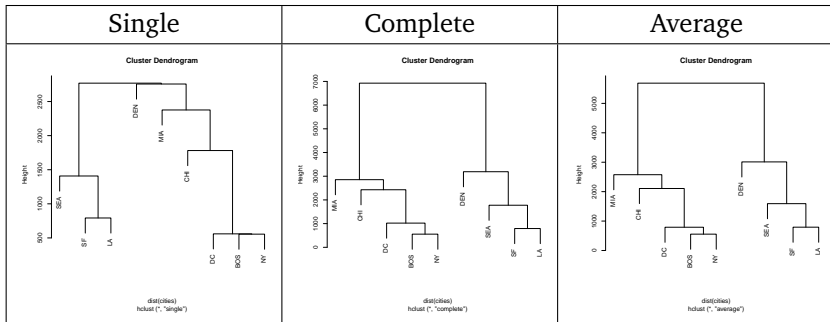 Single
Complete
Average
Cluster Dendrogram
Height
500 1000 1500 2000 2500
SEA
SF
LA
DEN
MIA
CHI
DC
BOS
NY
dist(cities)
hclust (*, "single")
Cluster Dendrogram
Height
0 1000 2000 3000 4000 5000 6000 7000
MIA
CHI
DC
BOS
NY
DEN
SEA
SF
LA
dist(cities)
hclust (*, "complete")
Cluster Dendrogram
Height
0 1000 2000 3000 4000 5000
MIA
CHI
DC
BOS
NY
DEN
SEA
SF
LA
dist(cities)
hclust (*, "average")